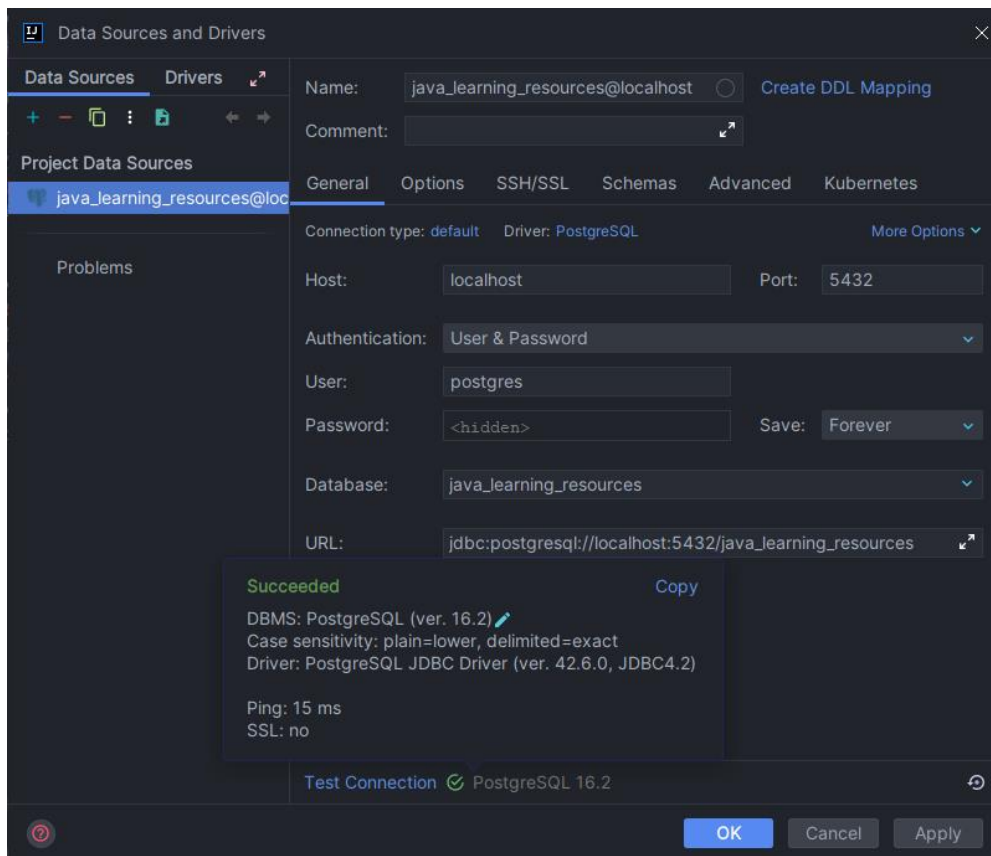 Data Sources and Drivers
Data Sources Drivers
Name: java_learning_resources@localhost Create DDL Mapping
Comment:
Project Data Sources
java_learning_resources@loc
Problems
General Options SSH/SSL Schemas Advanced Kubernetes
Connection type: default Driver: PostgreSQL More Options
Host: localhost Port: 5432
Authentication: User & Password
User: postgres
Password: <hidden> Save: Forever
Database: java_learning_resources
URL: jdbc:postgresql://localhost:5432/java_learning_resources
Succeeded Copy
DBMS: PostgreSQL (ver. 16.2)
Case sensitivity: plain=lower, delimited=exact
Driver: PostgreSQL JDBC Driver (ver. 42.6.0, JDBC4.2)
Ping: 15 ms
SSL: no
Test Connection PostgreSQL 16.2
OK Cancel Apply